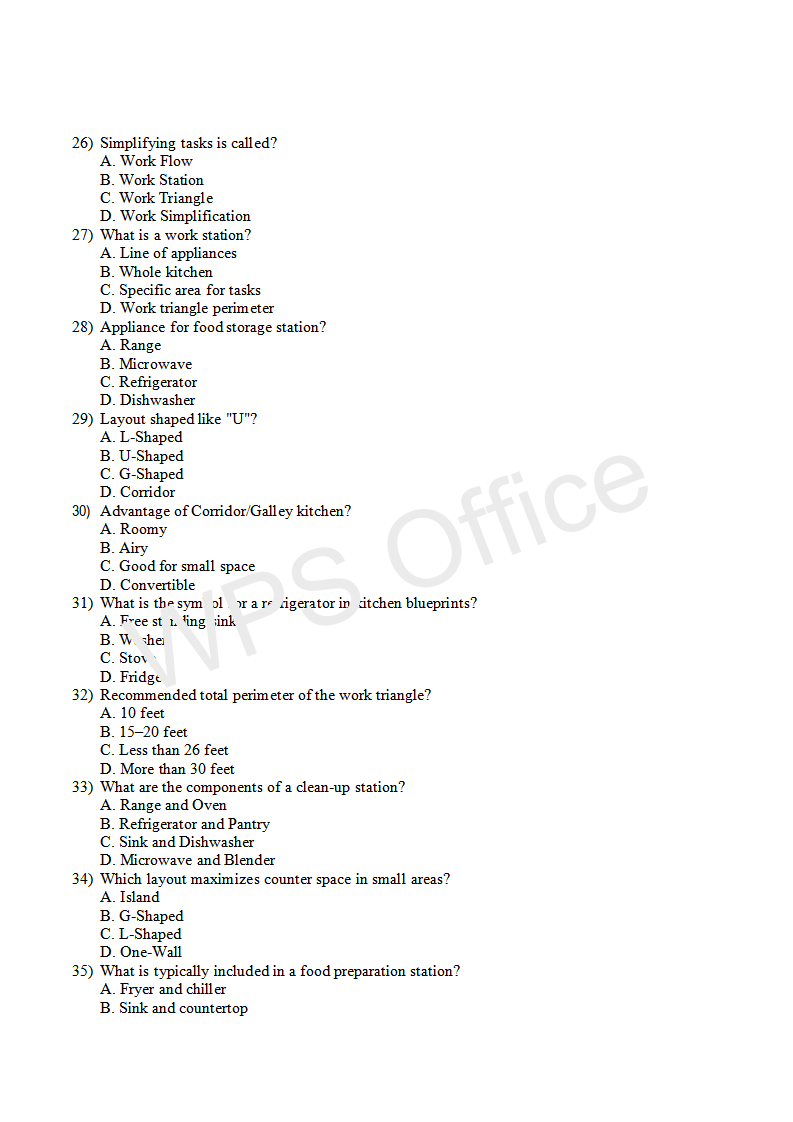 26) Simplifying tasks is called?
A. Work Flow
B. Work Station
C. Work Triangle
D. Work Simplification
27) What is a work station?
A. Line of appliances
B. Whole kitchen
C. Specific area for tasks
D. Work triangle perimeter
28) Appliance for food storage station?
A. Range
B. Microwave
C. Refrigerator
D. Dishwasher
29) Layout shaped like "U"?
A. L-Shaped
B. U-Shaped
C. G-Shaped
D. Corridor
30) Advantage of Corridor/Galley kitchen?
A. Roomy
B. Airy
C. Good for small space
D. Convertible
31) What is the symbol for a refrigerator in kitchen blueprints?
A. Free standing sink
B. Washer
C. Stove
D. Fridge
32) Recommended total perimeter of the work triangle?
A. 10 feet
B. 15–20 feet
C. Less than 26 feet
D. More than 30 feet
33) What are the components of a clean-up station?
A. Range and Oven
B. Refrigerator and Pantry
C. Sink and Dishwasher
D. Microwave and Blender
34) Which layout maximizes counter space in small areas?
A. Island
B. G-Shaped
C. L-Shaped
D. One-Wall
35) What is typically included in a food preparation station?
A. Fryer and chiller
B. Sink and countertop
WPS Office